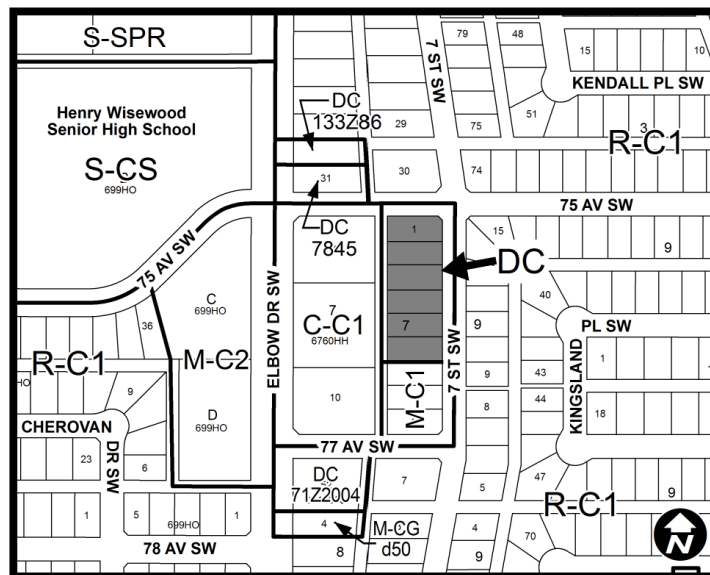 S-SPR
7 ST SW
79
48
15
10
KENDALL PL SW
Henry Wisewood
Senior High School
DC
133Z86
51
29
75
3
R-C1
S-CS
699HO
31
30
74
75 AV SW
DC
7845
1
15
9
DC
75 AV SW
ELBOW DR SW
40
C
699HO
7
C-C1
6760HH
7
9
PL SW
36
R-C1
M-C2
7 ST SW
KINGSLAND
1
HO
9
10
M-C1
9
43
8
44
18
D
699HO
CHEROVAN
DR SW
77 AV SW
23
6
DC
71Z2004
7
5
47
R-C1
9
1
5
699HO
1
4
M-CG
d50
4
70
N
78 AV SW
8
9